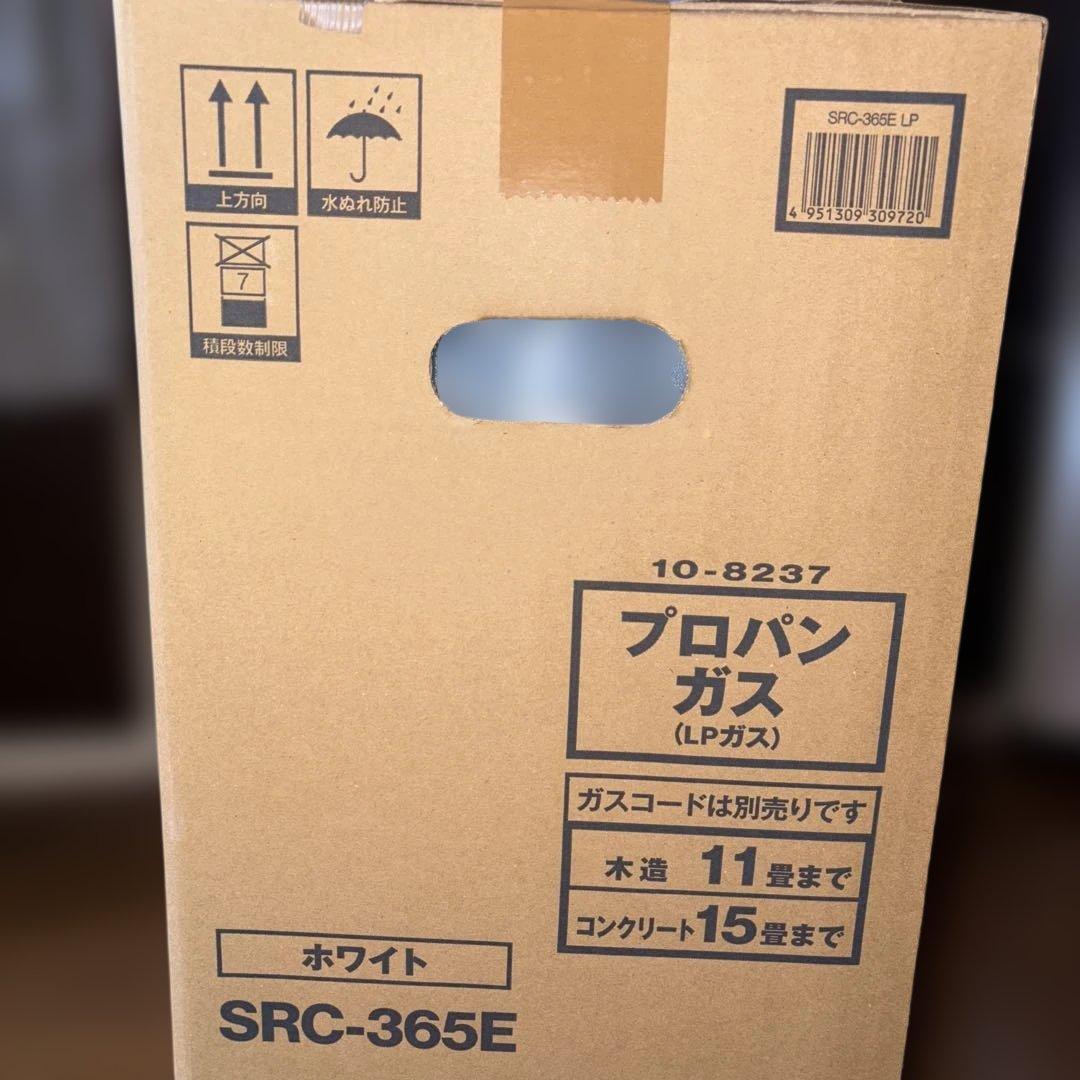 上方向
水ぬれ防止
7
積段数制限
SRC-365E LP
4 951309 309720
10-8237
プロパン
ガス
(LPガス)
ガスコードは別売りです
木造 11畳まで
コンクリート15畳まで
ホワイト
SRC-365E